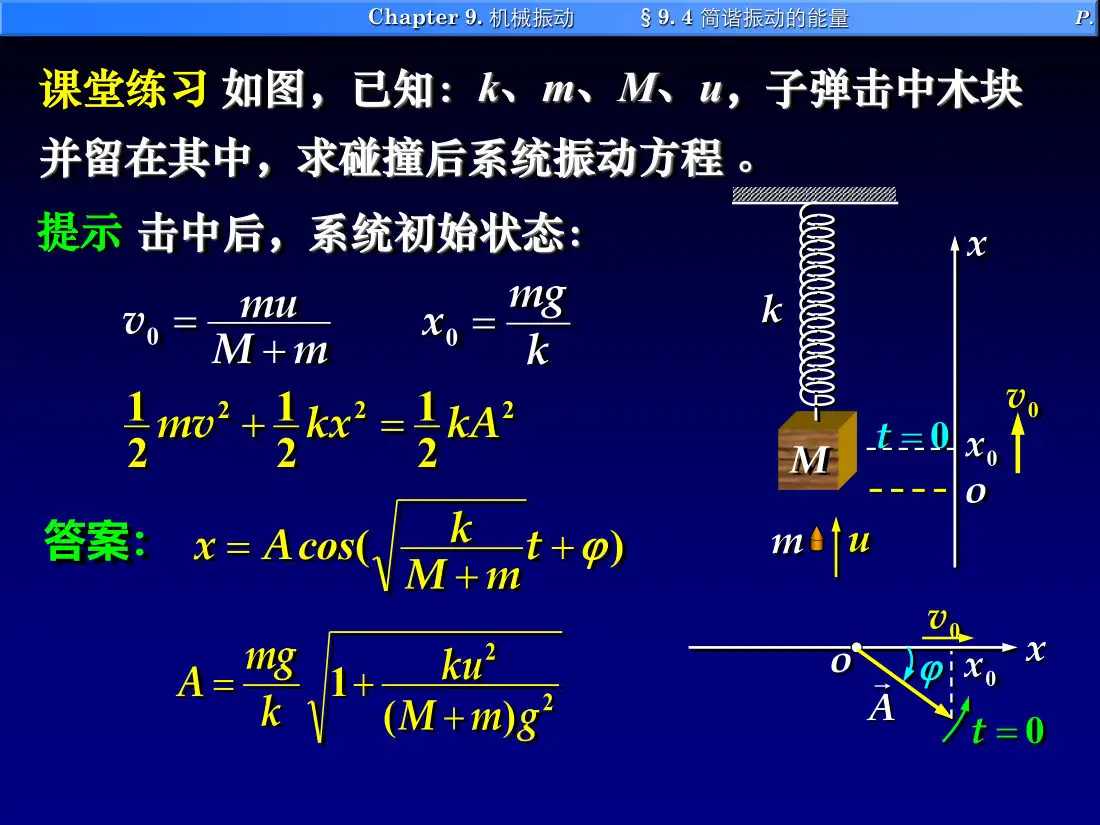 Chapter 9. 机械振动 §9. 4 简谐振动的能量 P.
课堂练习 如图，已知：k、m、M、u，子弹击中木块
并留在其中，求碰撞后系统振动方程 。
提示 击中后，系统初始状态：
v₀ = mu / (M + m) x₀ = mg / k
1/2 mv² + 1/2 kx² = 1/2 kA²
答案： x = A cos(√(k / (M + m)) t + φ)
A = mg/k √(1 + ku² / ((M + m)g²))
x
k
v₀
t = 0 x₀
M
o
m u
v₀
o φ x₀ x
A⃗
t = 0